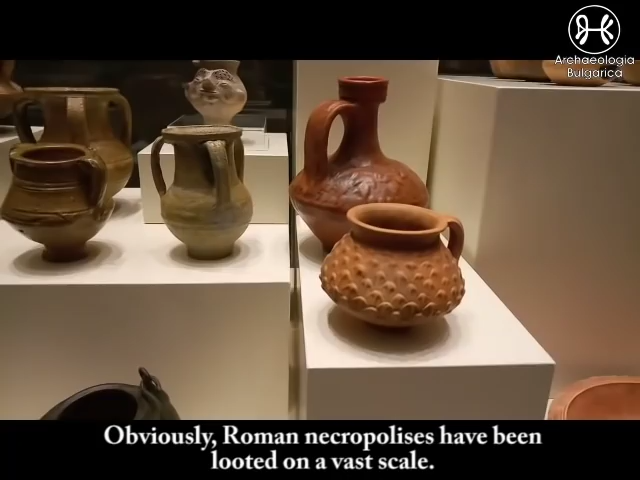 Archaeologia
Bulgarica
Obviously, Roman necropolises have been
looted on a vast scale.